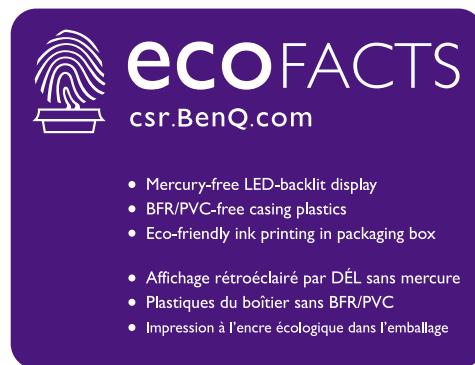 ecoFACTS
csr.BenQ.com
• Mercury-free LED-backlit display
• BFR/PVC-free casing plastics
• Eco-friendly ink printing in packaging box
• Affichage rétroéclairé par DÉL sans mercure
• Plastiques du boîtier sans BFR/PVC
• Impression à l'encre écologique dans l'emballage